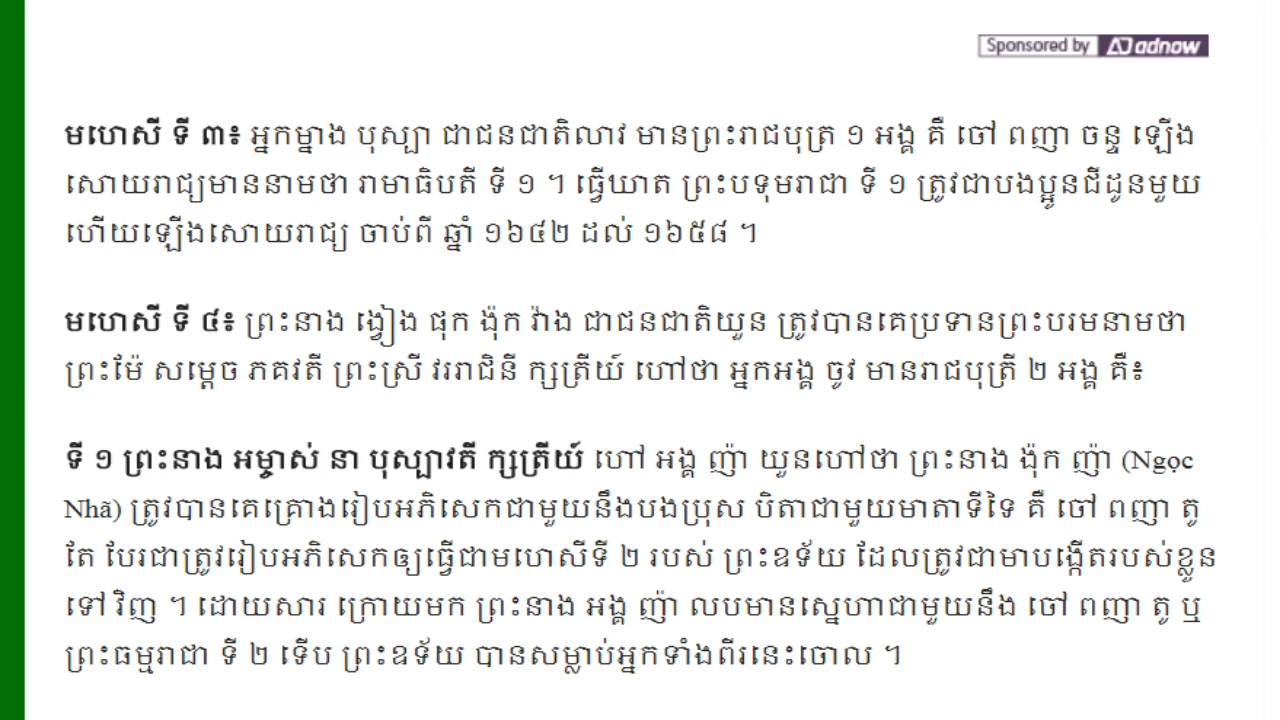 Sponsored by adnow
មហេសី ទី ៣៖ អ្នកម្នាង បុស្បា ជាជនជាតិលាវ មានព្រះរាជបុត្រ ១ អង្គ គឺ ចៅ ពញា ចន្ទ ឡើង
សោយរាជ្យមាននាមថា រាមាធិបតី ទី ១ ។ ធ្វើឃាត ព្រះបទុមរាជា ទី ១ ត្រូវជាបងប្អូនជីដូនមួយ
ហើយឡើងសោយរាជ្យ ចាប់ពី ឆ្នាំ ១៦៤២ ដល់ ១៦៥៨ ។
មហេសី ទី ៤៖ ព្រះនាង ង្វៀង ផុក ង៉ុក វ៉ាង ជាជនជាតិយួន ត្រូវបានគេប្រទានព្រះបរមនាមថា
ព្រះម៉ែ សម្តេច ភគវតី ព្រះស្រី វររាជិនី ក្សត្រីយ៍ ហៅថា អ្នកអង្គ ចូវ មានរាជបុត្រី ២ អង្គ គឺ៖
ទី ១ ព្រះនាង អម្ចាស់ នា បុស្បាវតី ក្សត្រីយ៍ ហៅ អង្គ ញ៉ា យួនហៅថា ព្រះនាង ង៉ុក ញ៉ា (Ngọc
Nhã) ត្រូវបានគេគ្រោងរៀបអភិសេកជាមួយនឹងបងប្រុស បិតាជាមួយមាតាទីទៃ គឺ ចៅ ពញា តូ
តែ បែរជាត្រូវរៀបអភិសេកឲ្យធ្វើជាមហេសីទី ២ របស់ ព្រះឧទ័យ ដែលត្រូវជាមាបង្កើតរបស់ខ្លួន
ទៅ វិញ ។ ដោយសារ ក្រោយមក ព្រះនាង អង្គ ញ៉ា លបមានស្នេហាជាមួយនឹង ចៅ ពញា តូ ឬ
ព្រះធម្មរាជា ទី ២ ទើប ព្រះឧទ័យ បានសម្លាប់អ្នកទាំងពីរនេះចោល ។